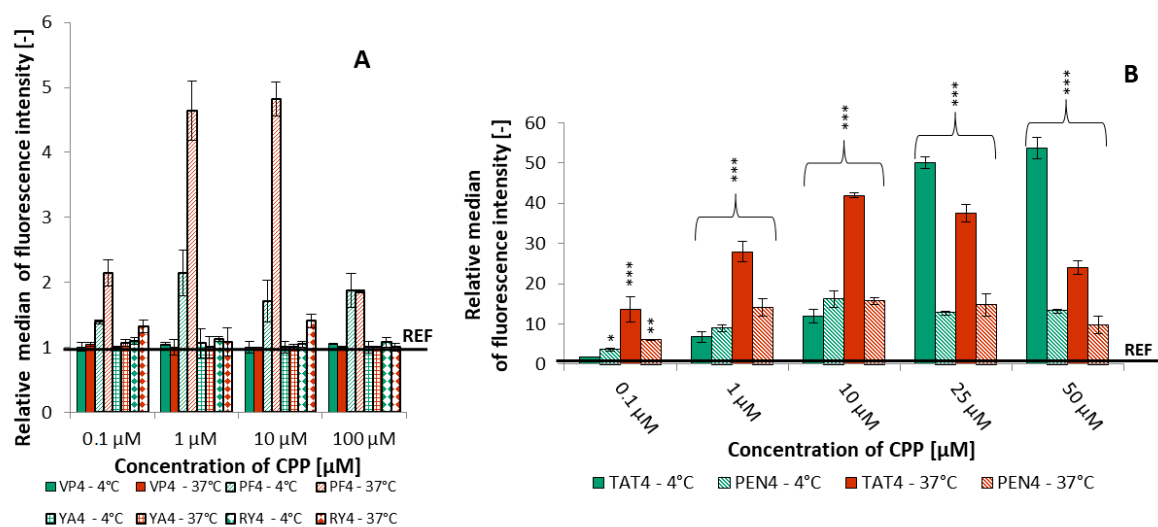 A
Relative median of fluorescence intensity [-]
6
5
4
3
2
1
0
REF
0.1 µM 1 µM 10 µM 100 µM
Concentration of CPP [µM]
VP4 - 4°C VP4 - 37°C PF4 - 4°C PF4 - 37°C
YA4 - 4°C YA4 - 37°C RY4 - 4°C RY4 - 37°C
B
Relative median
of fluorescence intensity [-]
60
50
40
30
20
10
0
* *** **
***
***
***
***
REF
0.1 µM 1 µM 10 µM 25 µM 50 µM
Concentration of CPP [µM]
TAT4 - 4°C PEN4 - 4°C TAT4 - 37°C PEN4 - 37°C